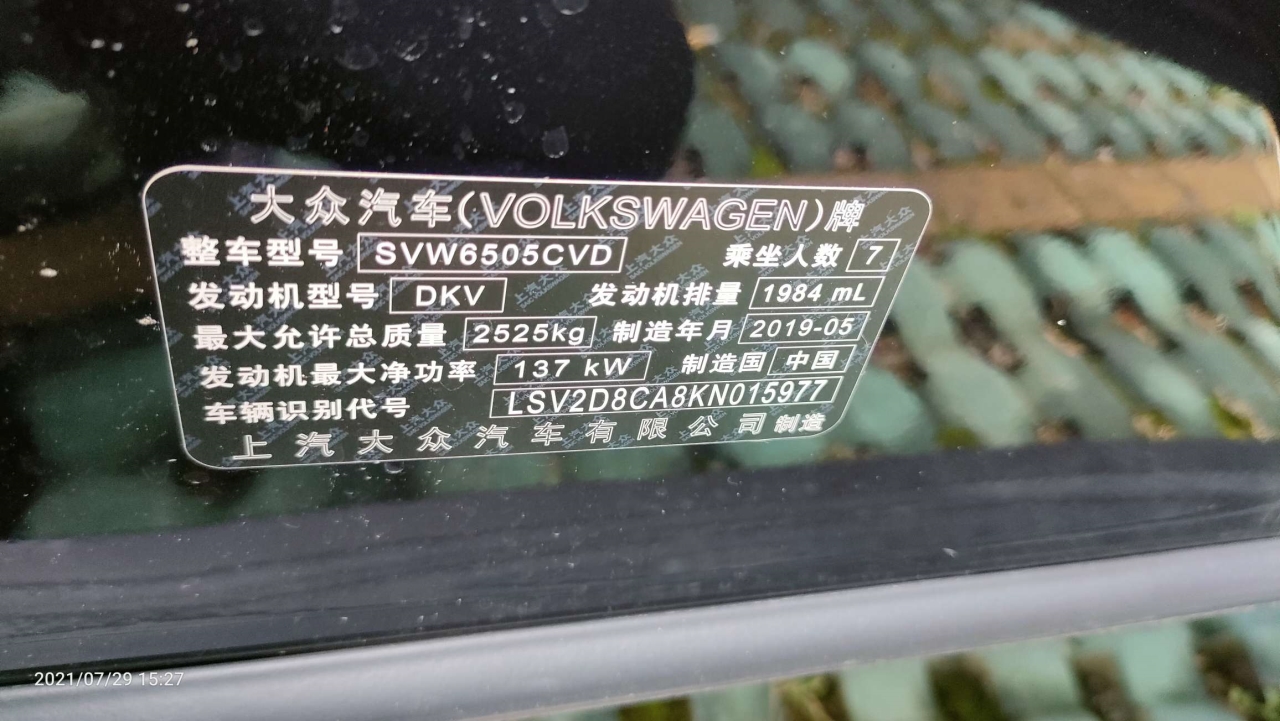 大众汽车(VOLKSWAGEN)牌
整车型号 SVW6505CVD 乘坐人数 7
发动机型号 DKV 发动机排量 1984 mL
最大允许总质量 2525kg 制造年月 2019-05
发动机最大净功率 137 kW 制造国 中国
车辆识别代号 LSV2D8CA8KN015977
上汽大众汽车有限公司制造
2021/07/29 15:27